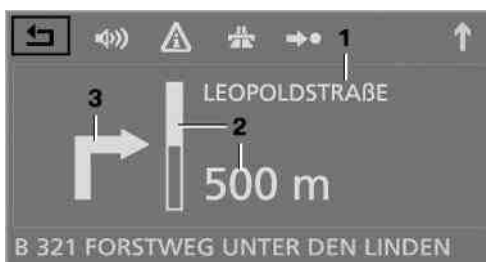 1
LEOPOLDSTRAßE
3
2
500 m
B 321 FORSTWEG UNTER DEN LINDEN